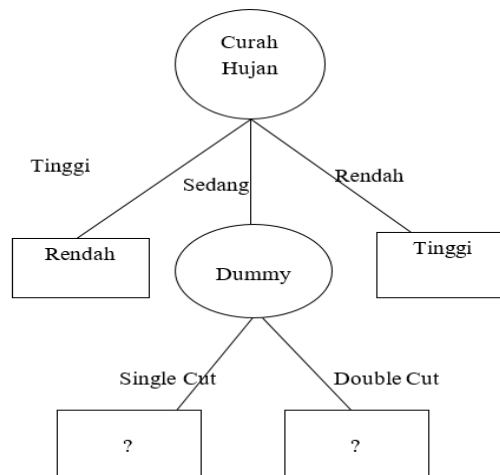 Curah
Hujan
Tinggi
Sedang
Rendah
Rendah
Dummy
Tinggi
Single Cut
Double Cut
?
?